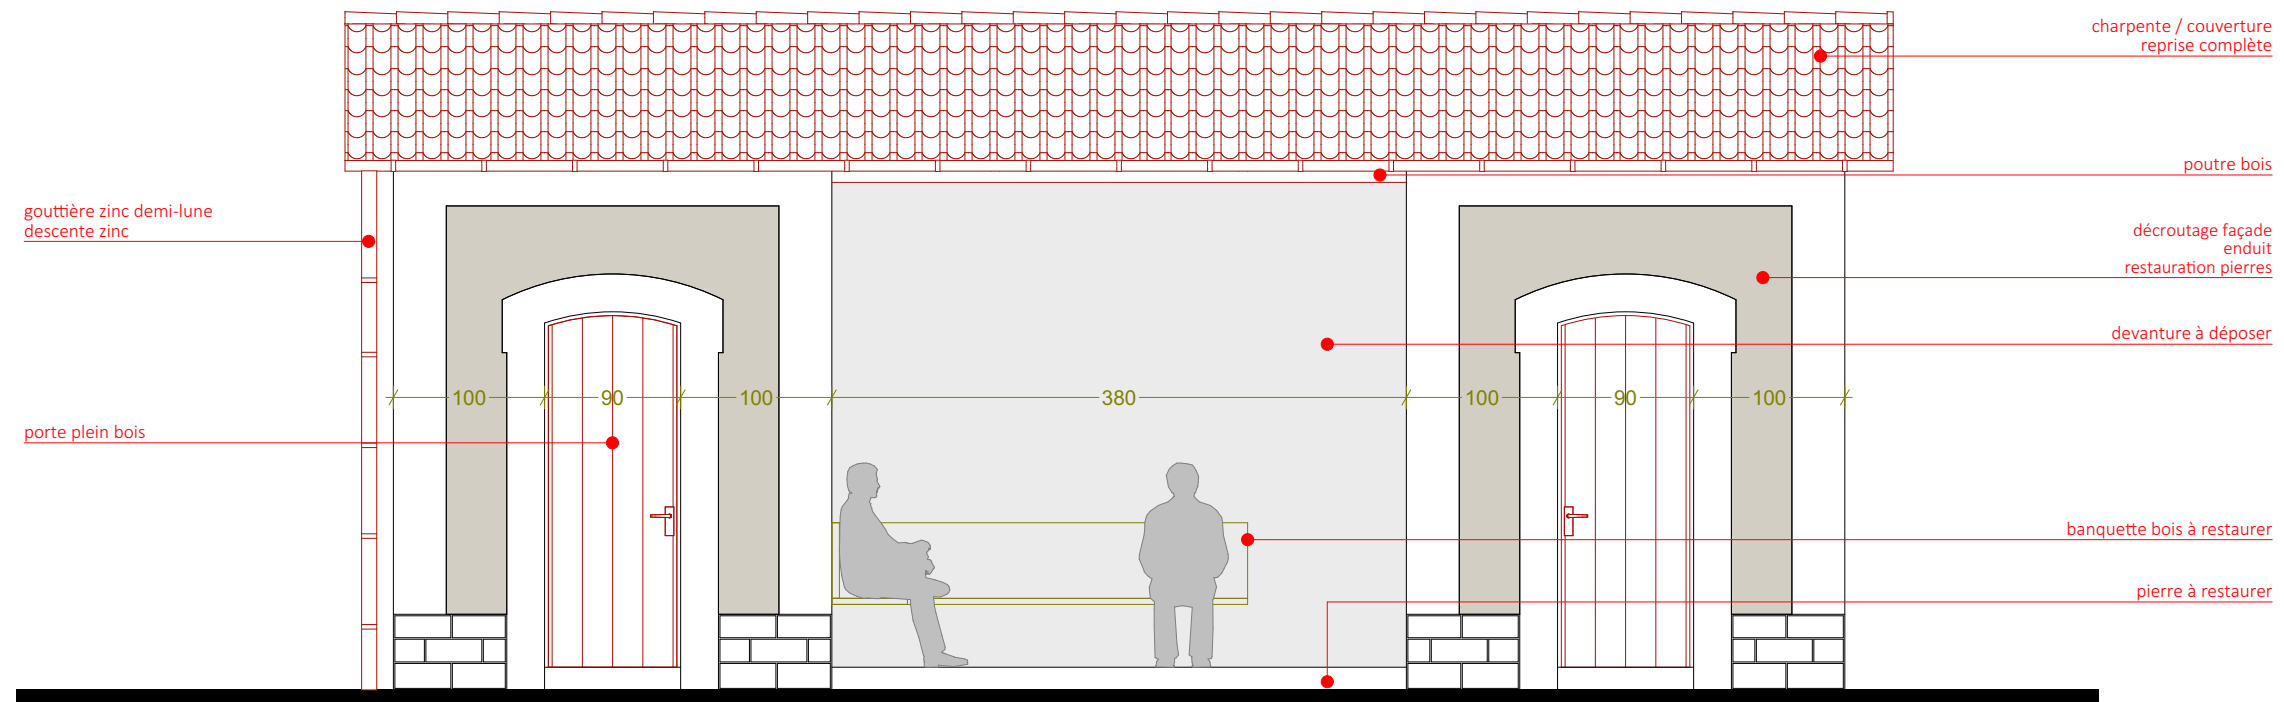 charpente / couverture
reprise complète
poutre bois
gouttière zinc demi-lune
descente zinc
décroutage façade
enduit
restauration pierres
devanture à déposer
100 90 100 380 100 90 100
porte plein bois
banquette bois à restaurer
pierre à restaurer